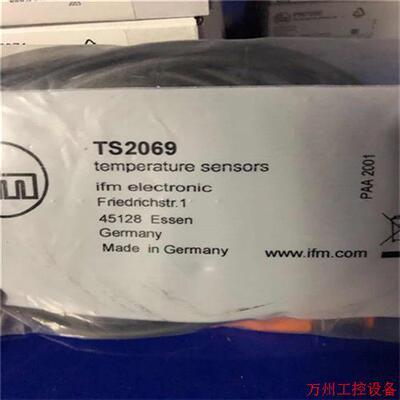 TS2069
temperature sensors
ifm electronic
Friedrichstr.1
45128 Essen
Germany
Made in Germany
www.ifm.com
PAA 2001
ifm
万州工控设备